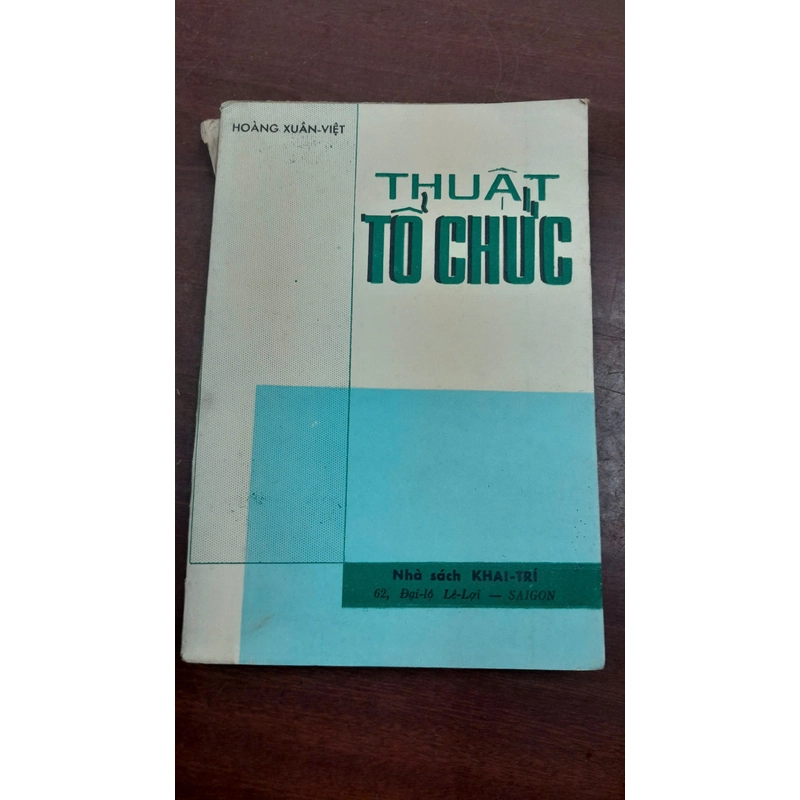 HOÀNG XUÂN-VIỆT
THUẬT
TỔ CHỨC
Nhà sách KHAI-TRÍ
62, Đại-lộ Lê-Lợi — SAIGON